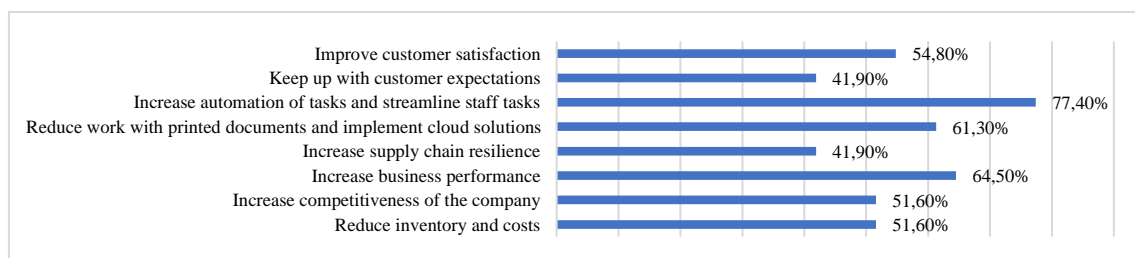 Improve customer satisfaction 54,80%
Keep up with customer expectations 41,90%
Increase automation of tasks and streamline staff tasks 77,40%
Reduce work with printed documents and implement cloud solutions 61,30%
Increase supply chain resilience 41,90%
Increase business performance 64,50%
Increase competitiveness of the company 51,60%
Reduce inventory and costs 51,60%